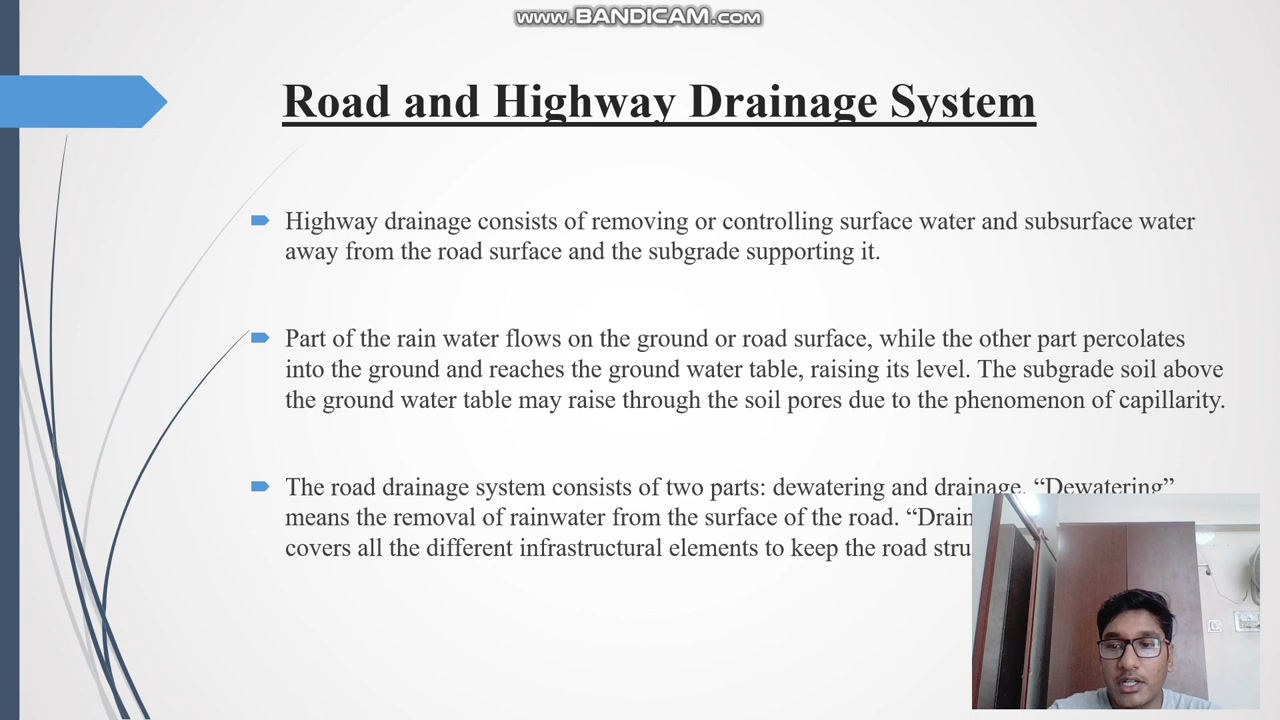 www.BANDICAM.com
Road and Highway Drainage System
Highway drainage consists of removing or controlling surface water and subsurface water
away from the road surface and the subgrade supporting it.
Part of the rain water flows on the ground or road surface, while the other part percolates
into the ground and reaches the ground water table, raising its level. The subgrade soil above
the ground water table may raise through the soil pores due to the phenomenon of capillarity.
The road drainage system consists of two parts: dewatering and drainage. “Dewatering”
means the removal of rainwater from the surface of the road. “Drain
covers all the different infrastructural elements to keep the road stru